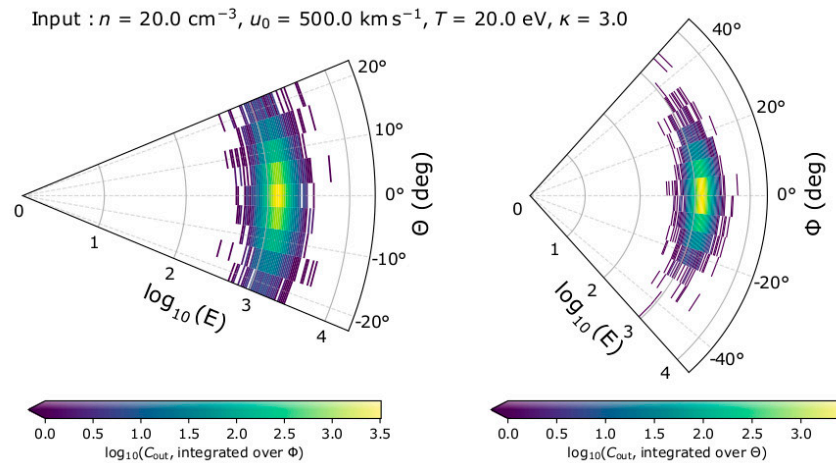 Input : n = 20.0 cm⁻³, u₀ = 500.0 km s⁻¹, T = 20.0 eV, κ = 3.0
20°
10°
0°
-10°
-20°
Θ (deg)
0
1
2
3
4
log₁₀(E)
40°
20°
0°
-20°
-40°
Φ (deg)
0
1
2
3
4
log₁₀(E)
0.0 0.5 1.0 1.5 2.0 2.5 3.0 3.5
log₁₀(C_out, integrated over Φ)
0.0 0.5 1.0 1.5 2.0 2.5 3.0
log₁₀(C_out, integrated over Θ)